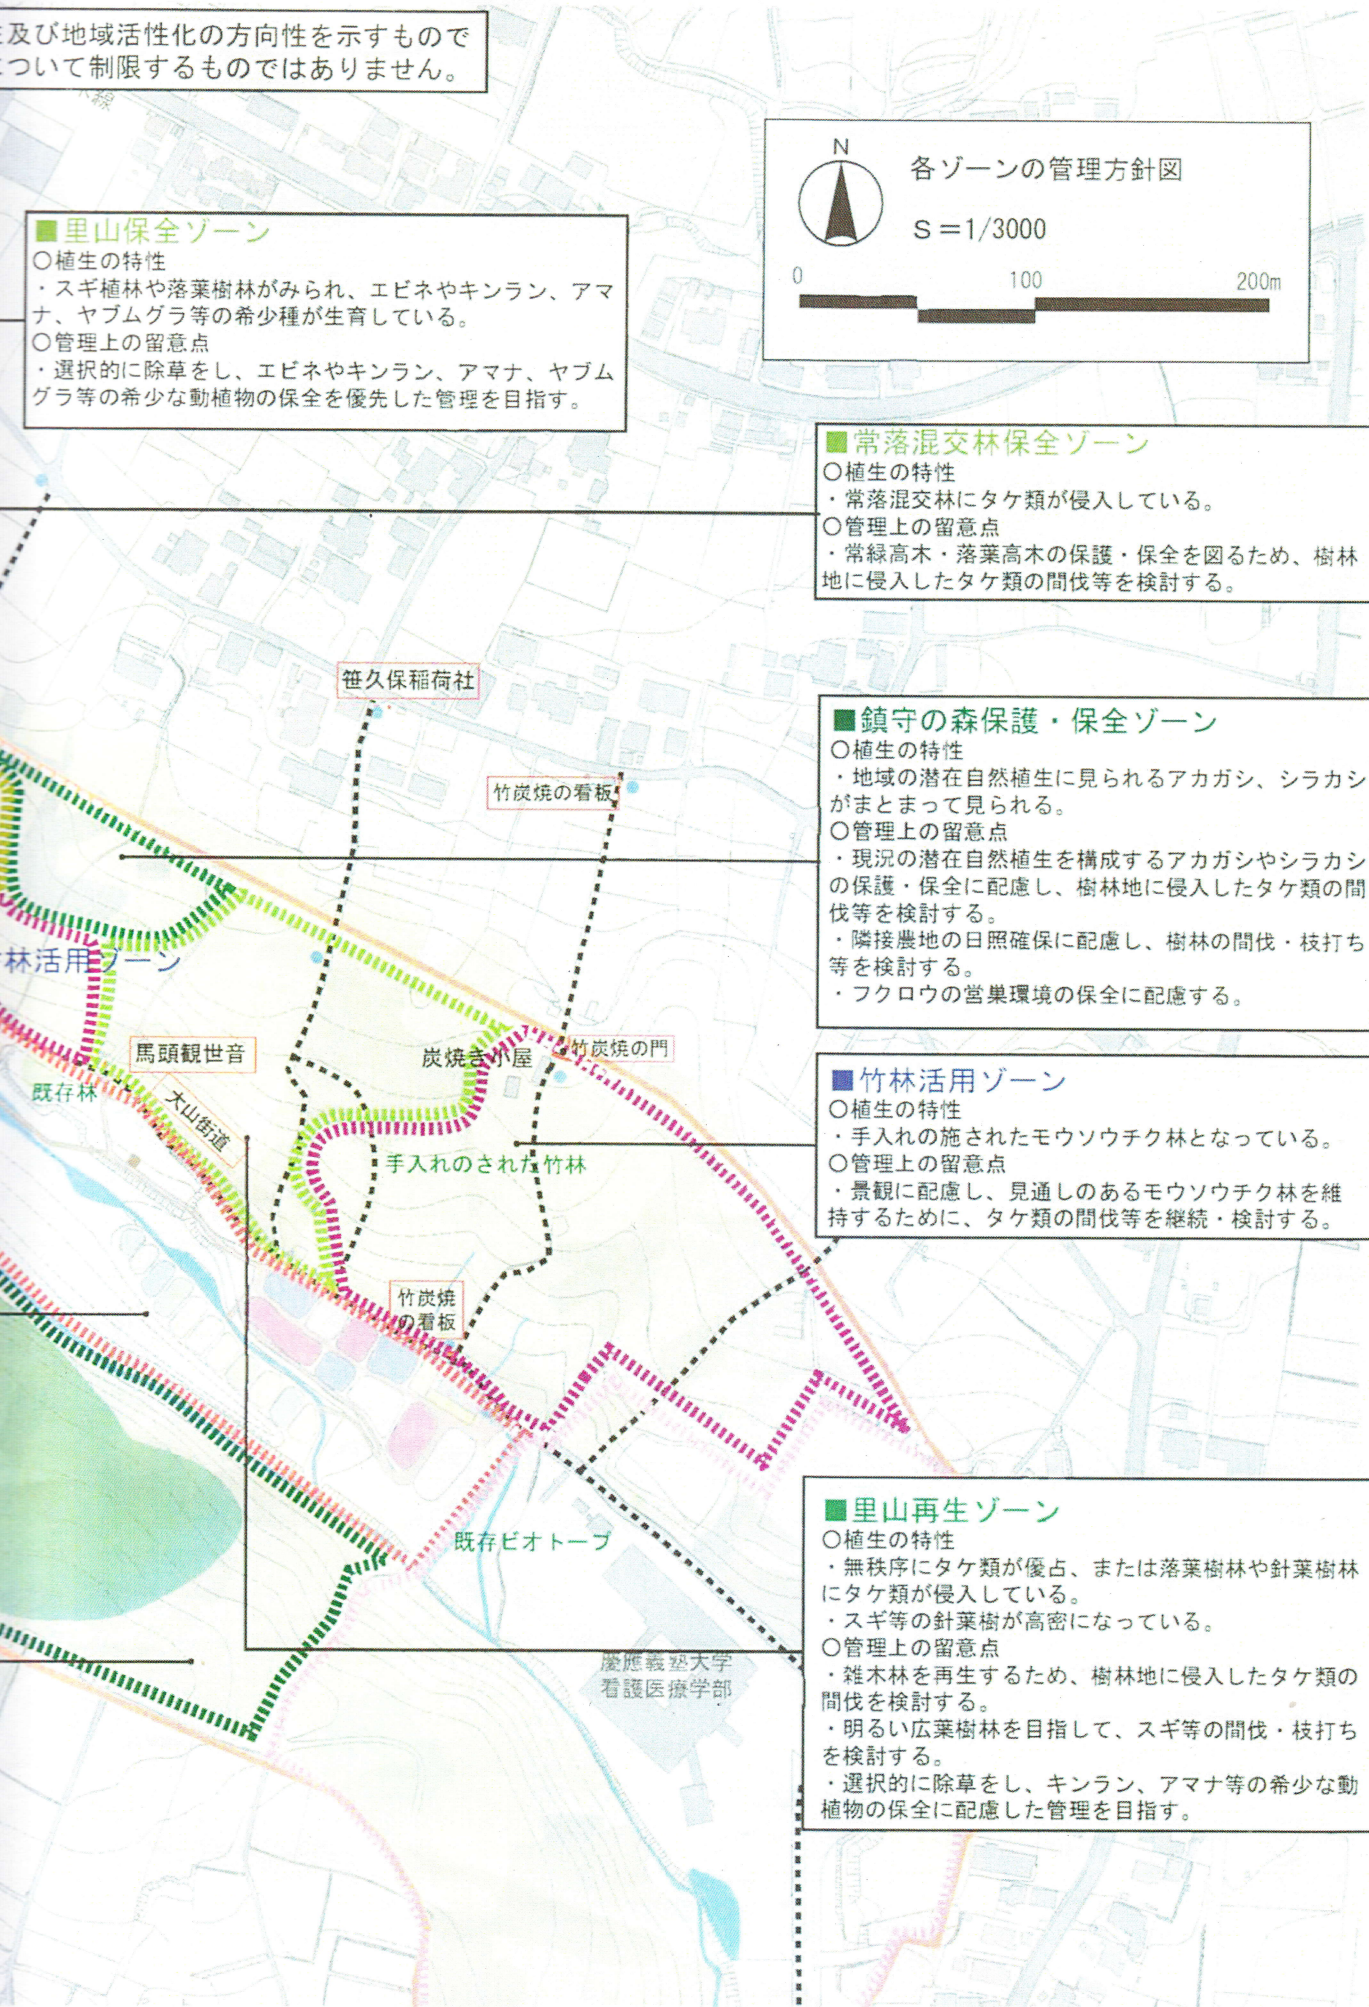 及び地域活性化の方向性を示すもので
ついて制限するものではありません。
線
N
各ゾーンの管理方針図
S=1/3000
0 100 200m
■里山保全ゾーン
○植生の特性
・スギ植林や落葉樹林がみられ、エビネやキンラン、アマ
ナ、ヤブムグラ等の希少種が生育している。
○管理上の留意点
・選択的に除草をし、エビネやキンラン、アマナ、ヤブム
グラ等の希少な動植物の保全を優先した管理を目指す。
■常落混交林保全ゾーン
○植生の特性
・常落混交林にタケ類が侵入している。
○管理上の留意点
・常緑高木・落葉高木の保護・保全を図るため、樹林
地に侵入したタケ類の間伐等を検討する。
笹久保稲荷社
竹炭焼の看板
■鎮守の森保護・保全ゾーン
○植生の特性
・地域の潜在自然植生に見られるアカガシ、シラカシ
がまとまって見られる。
○管理上の留意点
・現況の潜在自然植生を構成するアカガシやシラカシ
の保護・保全に配慮し、樹林地に侵入したタケ類の間
伐等を検討する。
・隣接農地の日照確保に配慮し、樹林の間伐・枝打ち
等を検討する。
・フクロウの営巣環境の保全に配慮する。
林活用ゾーン
馬頭観世音
炭焼き小屋
竹炭焼の門
既存林
大山街道
手入れのされた竹林
■竹林活用ゾーン
○植生の特性
・手入れの施されたモウソウチク林となっている。
○管理上の留意点
・景観に配慮し、見通しのあるモウソウチク林を維
持するために、タケ類の間伐等を継続・検討する。
竹炭焼
の看板
既存ビオトープ
慶應義塾大学
看護医療学部
■里山再生ゾーン
○植生の特性
・無秩序にタケ類が優占、または落葉樹林や針葉樹林
にタケ類が侵入している。
・スギ等の針葉樹が高密になっている。
○管理上の留意点
・雑木林を再生するため、樹林地に侵入したタケ類の
間伐を検討する。
・明るい広葉樹林を目指して、スギ等の間伐・枝打ち
を検討する。
・選択的に除草をし、キンラン、アマナ等の希少な動
植物の保全に配慮した管理を目指す。